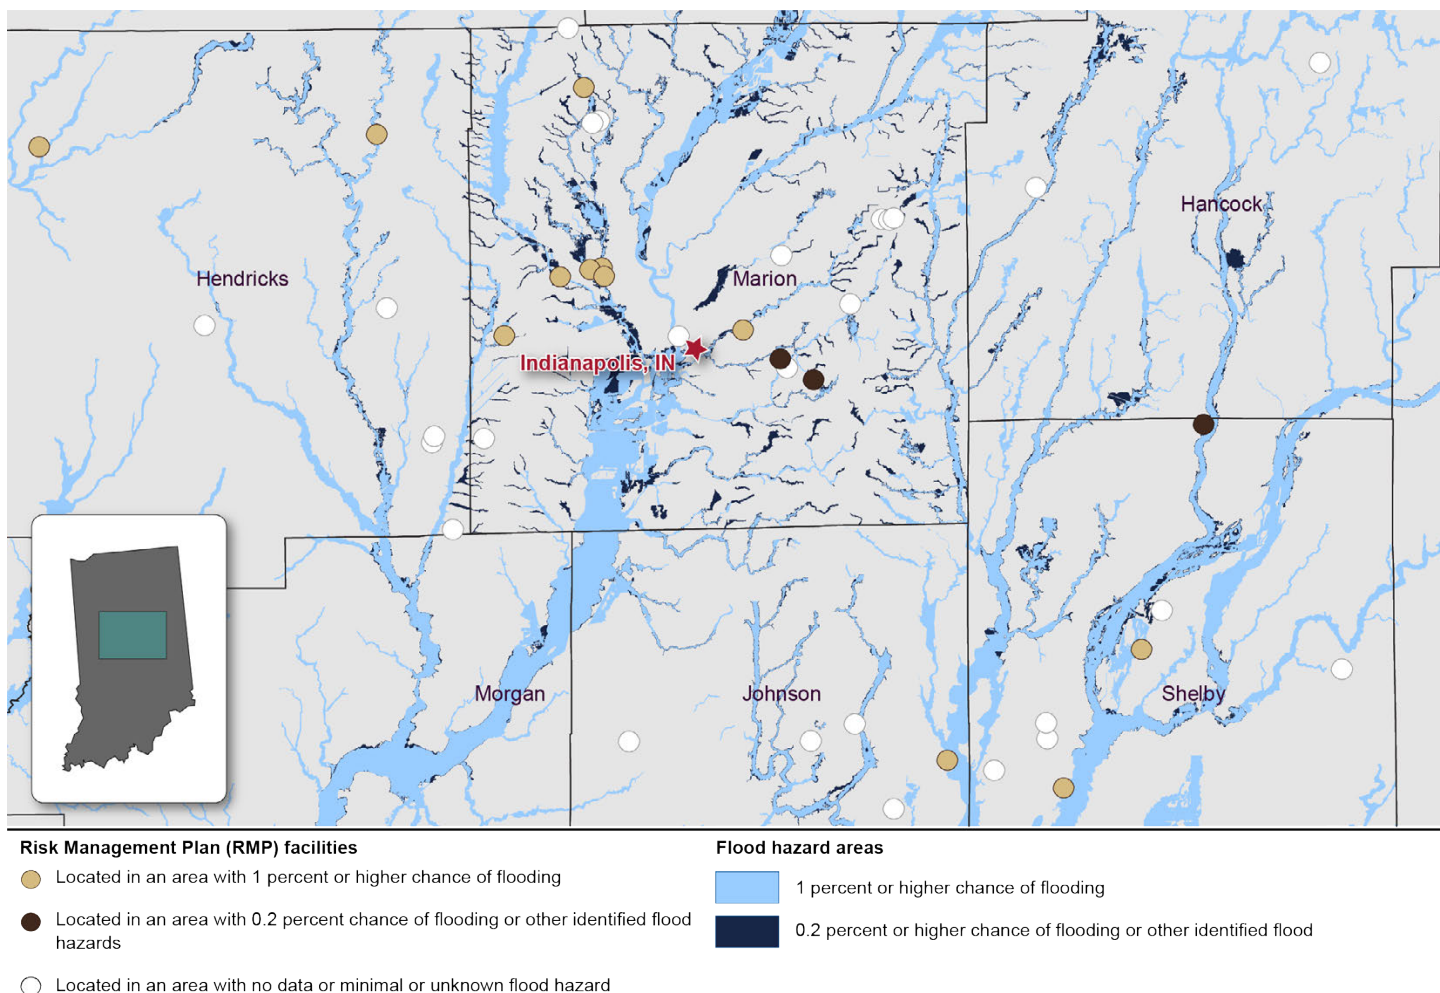 Hancock
Hendricks
Marion
Indianapolis, IN
Morgan
Johnson
Shelby
Risk Management Plan (RMP) facilities
Located in an area with 1 percent or higher chance of flooding
Located in an area with 0.2 percent chance of flooding or other identified flood
hazards
Located in an area with no data or minimal or unknown flood hazard
Flood hazard areas
1 percent or higher chance of flooding
0.2 percent or higher chance of flooding or other identified flood